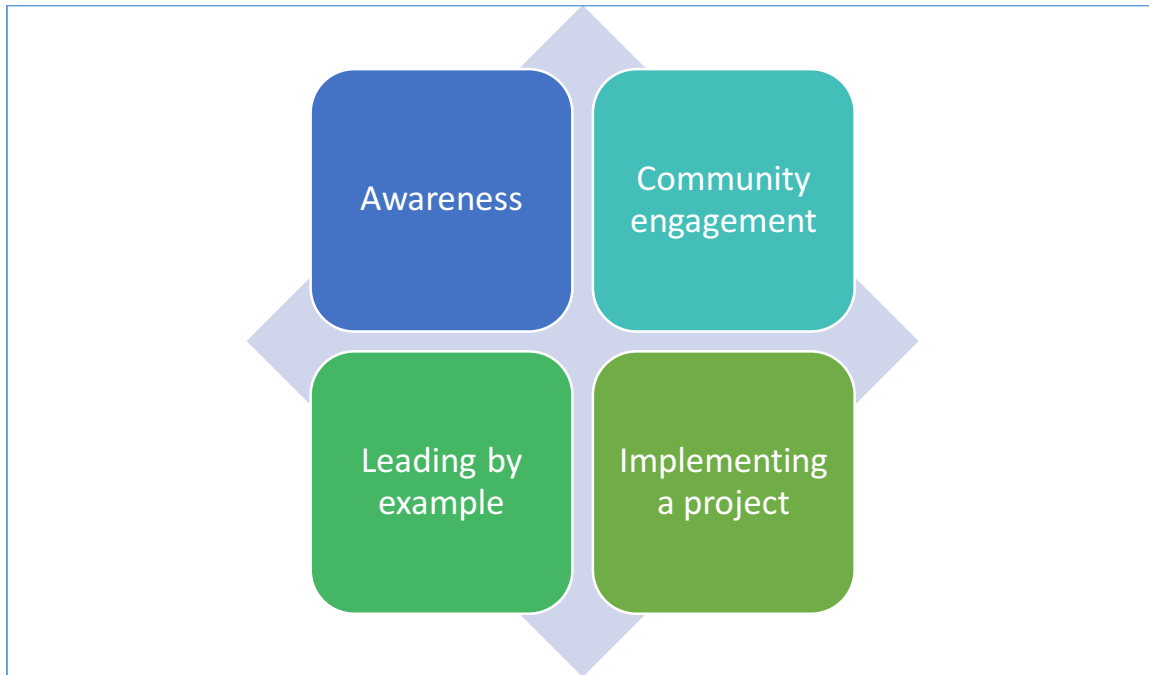 Awareness
Community
engagement
Leading by
example
Implementing
a project